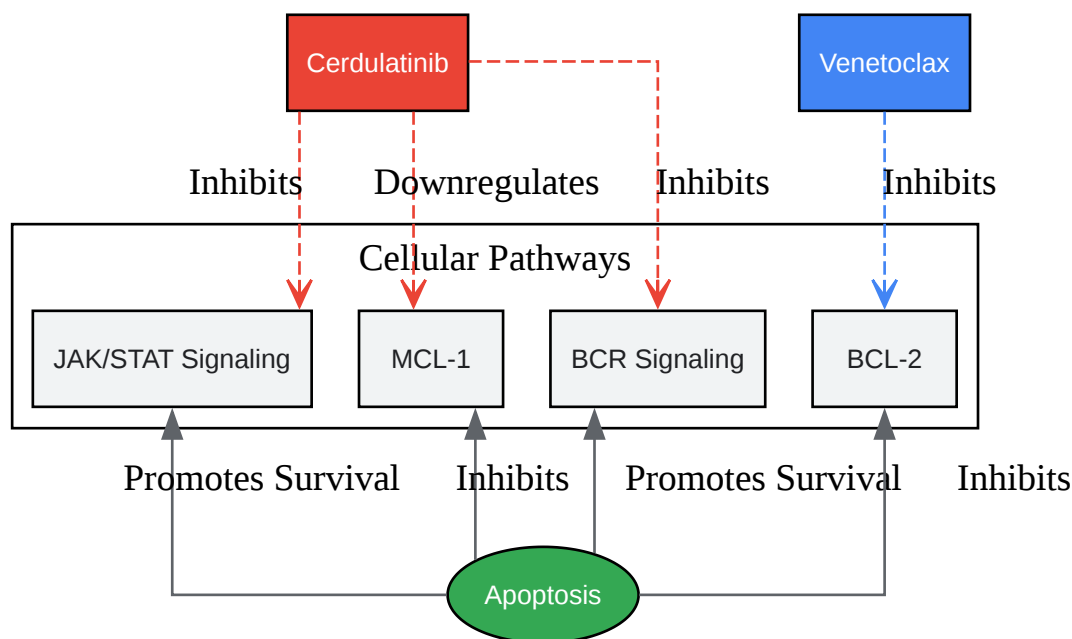 Cerdulatinib
Venetoclax
Inhibits
Downregulates
Inhibits
Inhibits
Cellular Pathways
JAK/STAT Signaling
MCL-1
BCR Signaling
BCL-2
Promotes Survival
Inhibits
Promotes Survival
Inhibits
Apoptosis